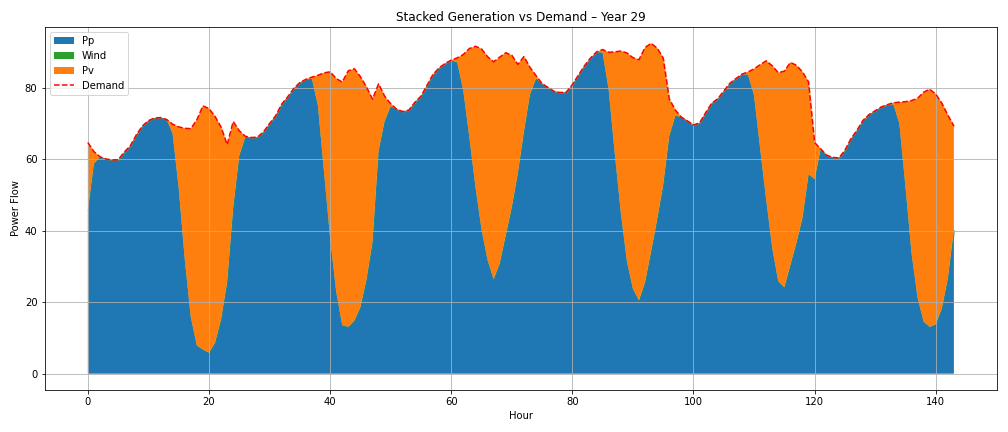 Stacked Generation vs Demand – Year 29
Pp
Wind
Pv
Demand
Power Flow
80
60
40
20
0
0 20 40 60 80 100 120 140
Hour